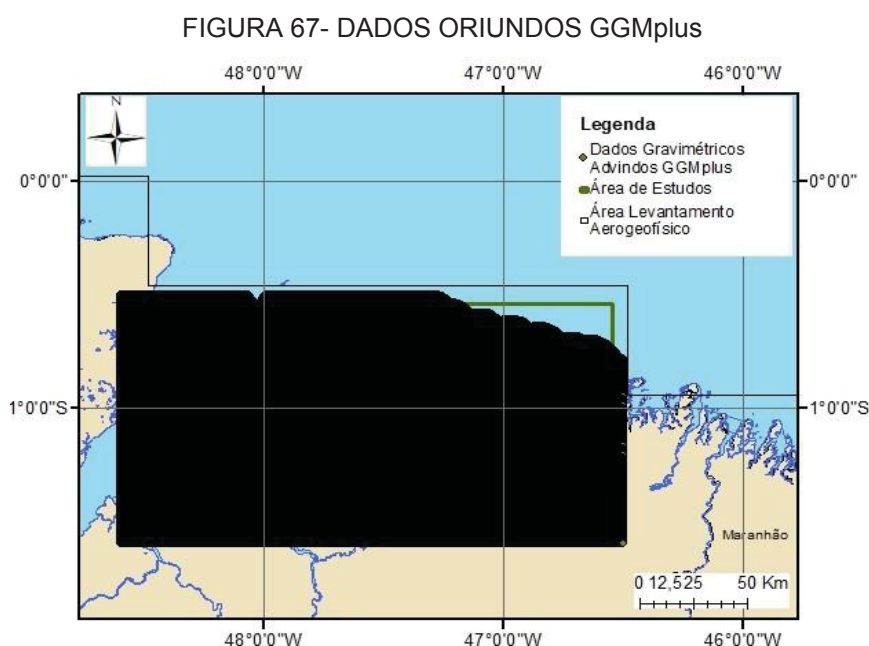 FIGURA 67- DADOS ORIUNDOS GGMplus
48°0'0"W 47°0'0"W 46°0'0"W
N
Legenda
Dados Gravimétricos
Advindos GGMplus
Área de Estudos
Área Levantamento
Aerogeofísico
0°0'0" 0°0'0"
1°0'0"S 1°0'0"S
Maranhão
0 12,525 50 Km
48°0'0"W 47°0'0"W 46°0'0"W